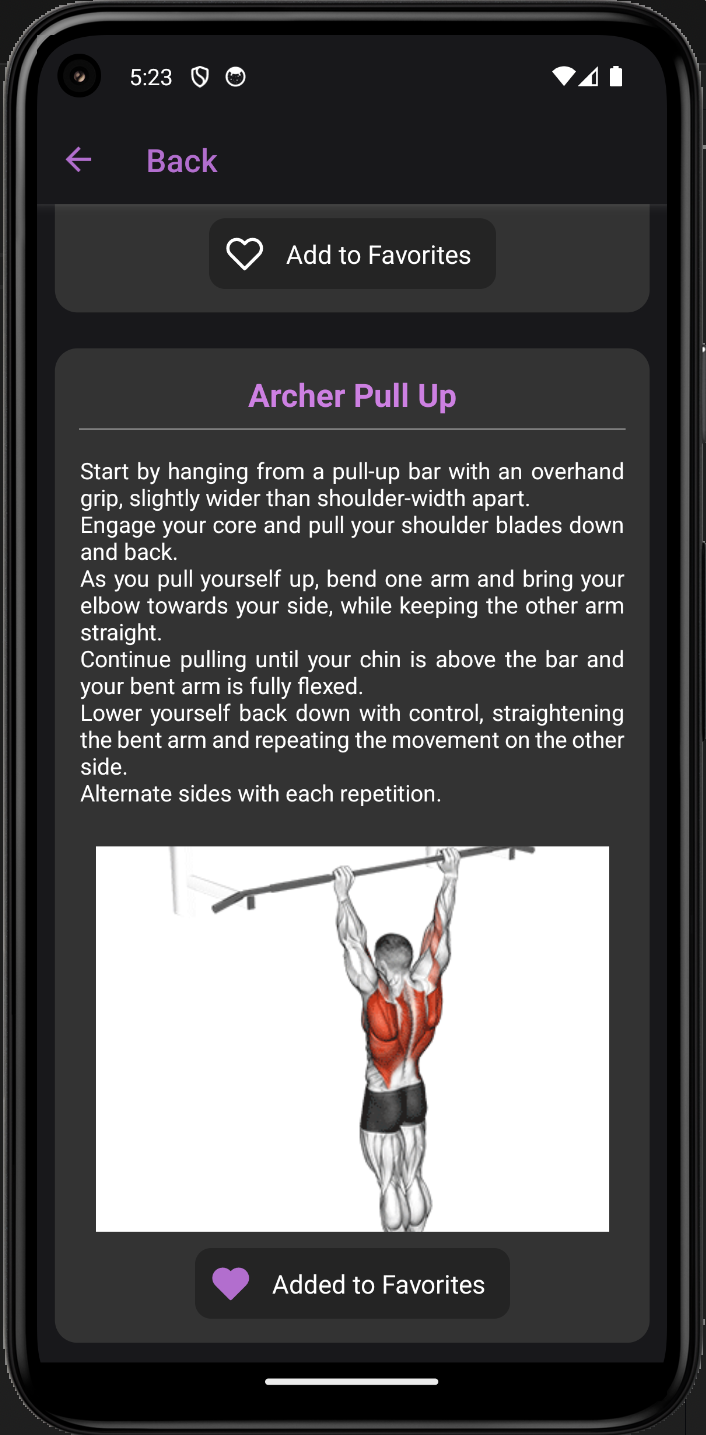 5:23
Back
Add to Favorites
Archer Pull Up
Start by hanging from a pull-up bar with an overhand
grip, slightly wider than shoulder-width apart.
Engage your core and pull your shoulder blades down
and back.
As you pull yourself up, bend one arm and bring your
elbow towards your side, while keeping the other arm
straight.
Continue pulling until your chin is above the bar and
your bent arm is fully flexed.
Lower yourself back down with control, straightening
the bent arm and repeating the movement on the other
side.
Alternate sides with each repetition.
Added to Favorites